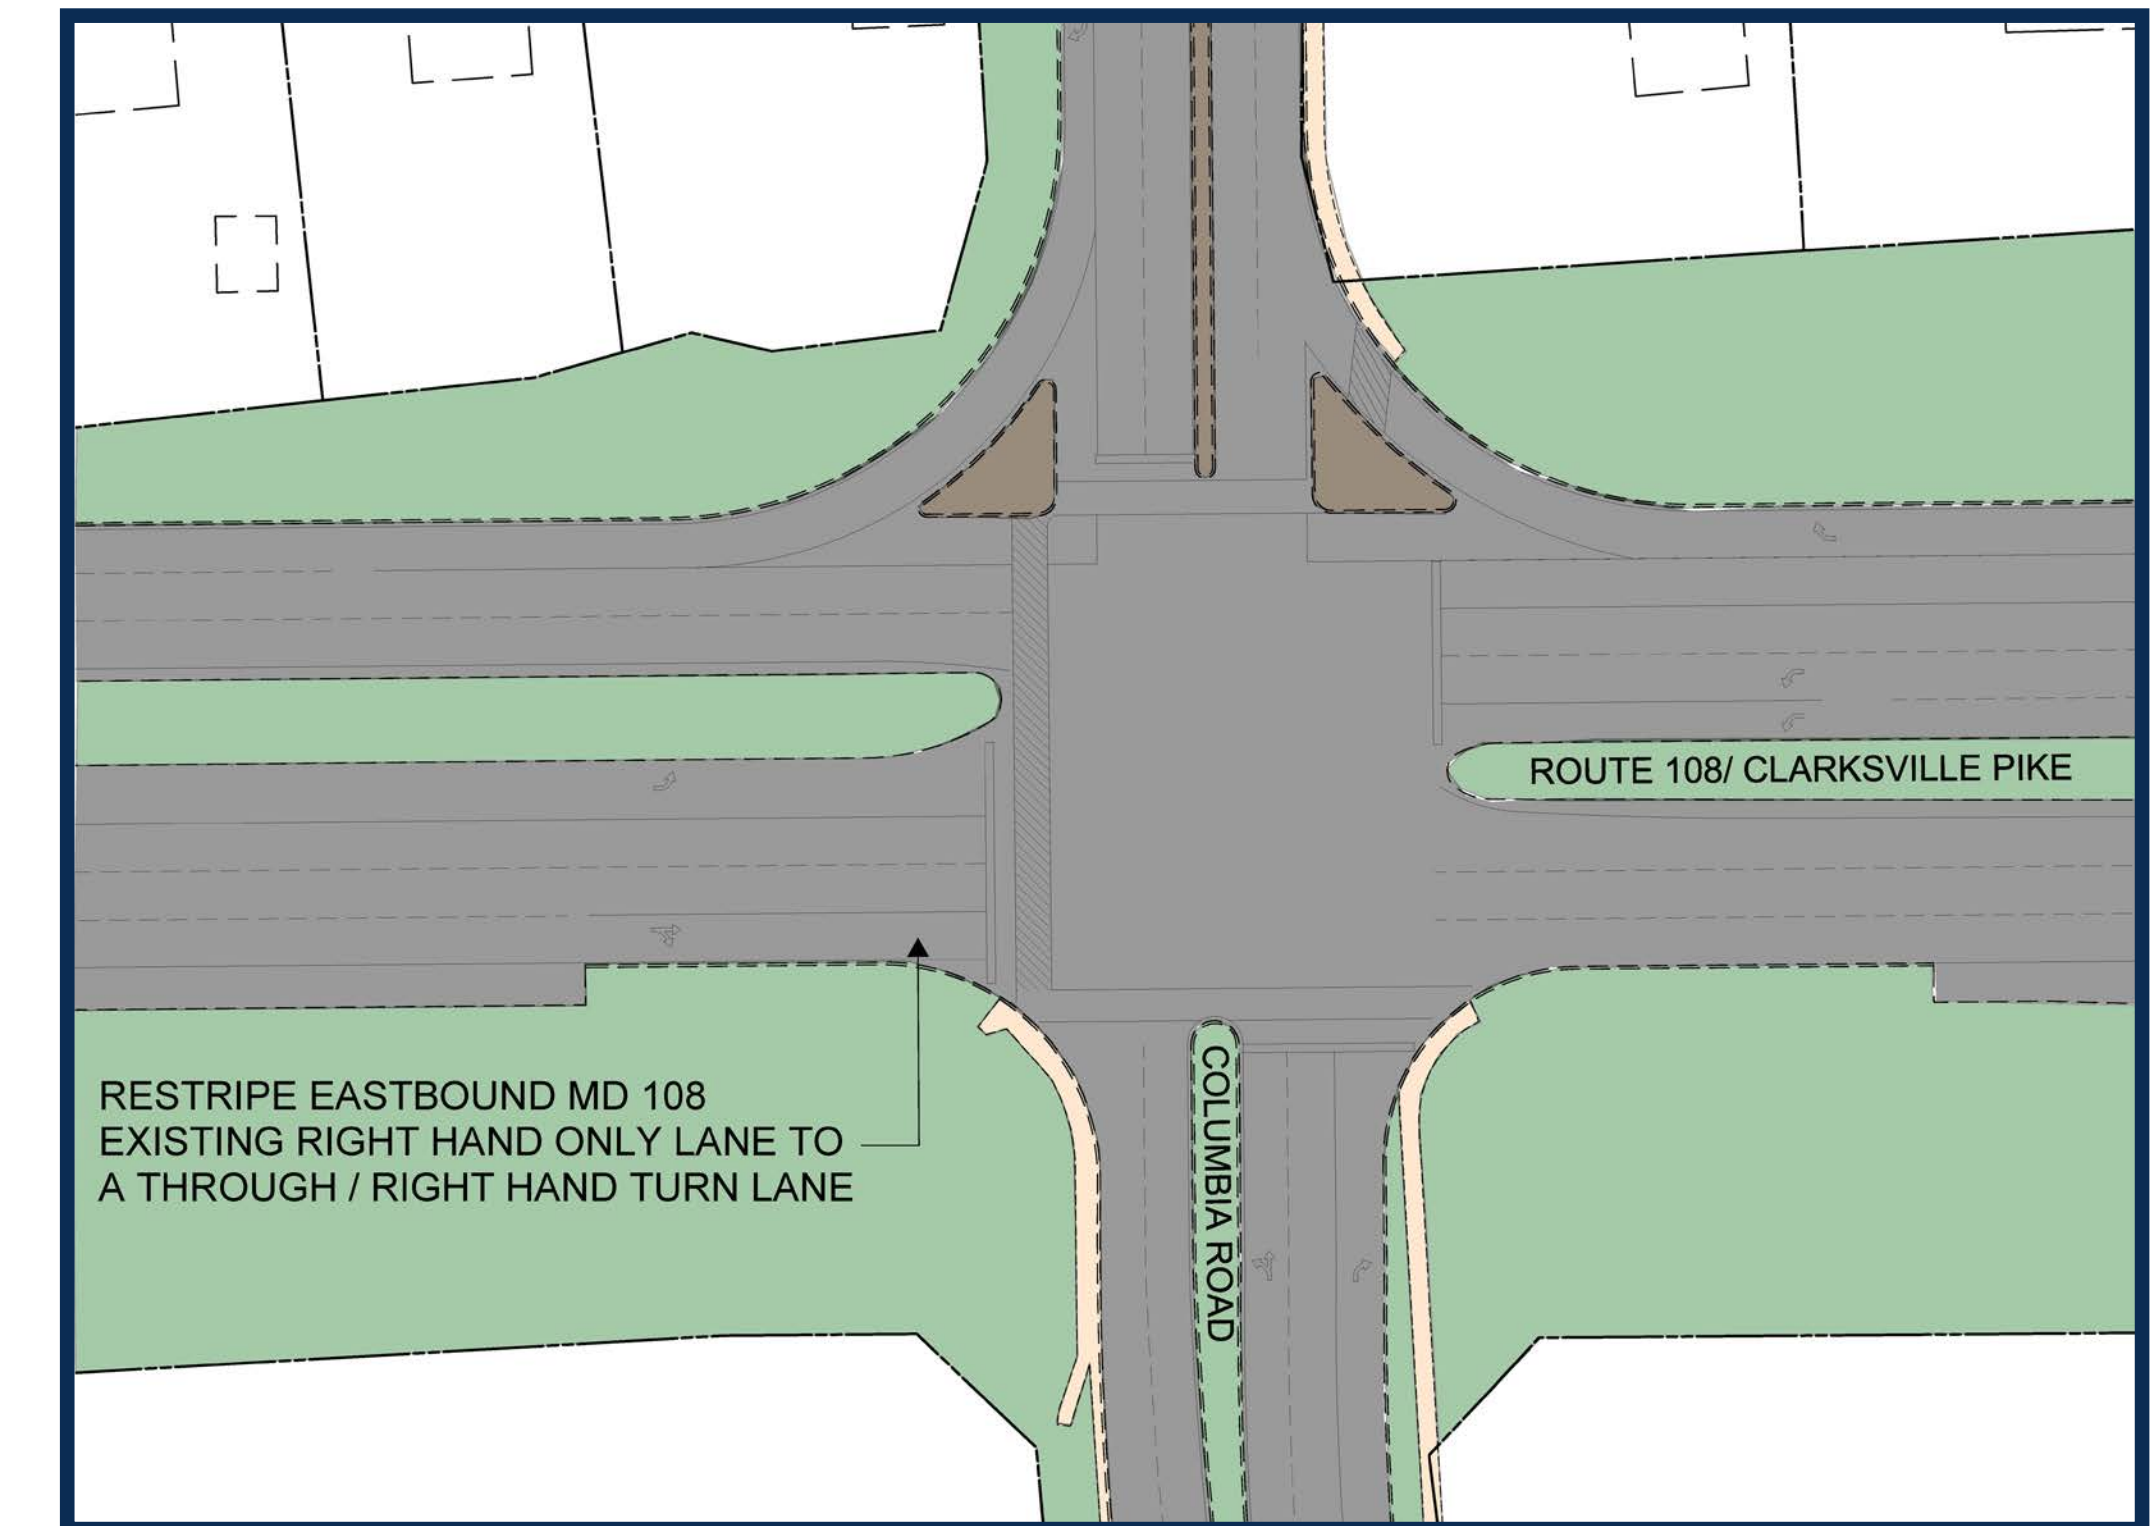 ROUTE 108/ CLARKSVILLE PIKE
RESTRIPE EASTBOUND MD 108
EXISTING RIGHT HAND ONLY LANE TO
A THROUGH / RIGHT HAND TURN LANE
COLUMBIA ROAD